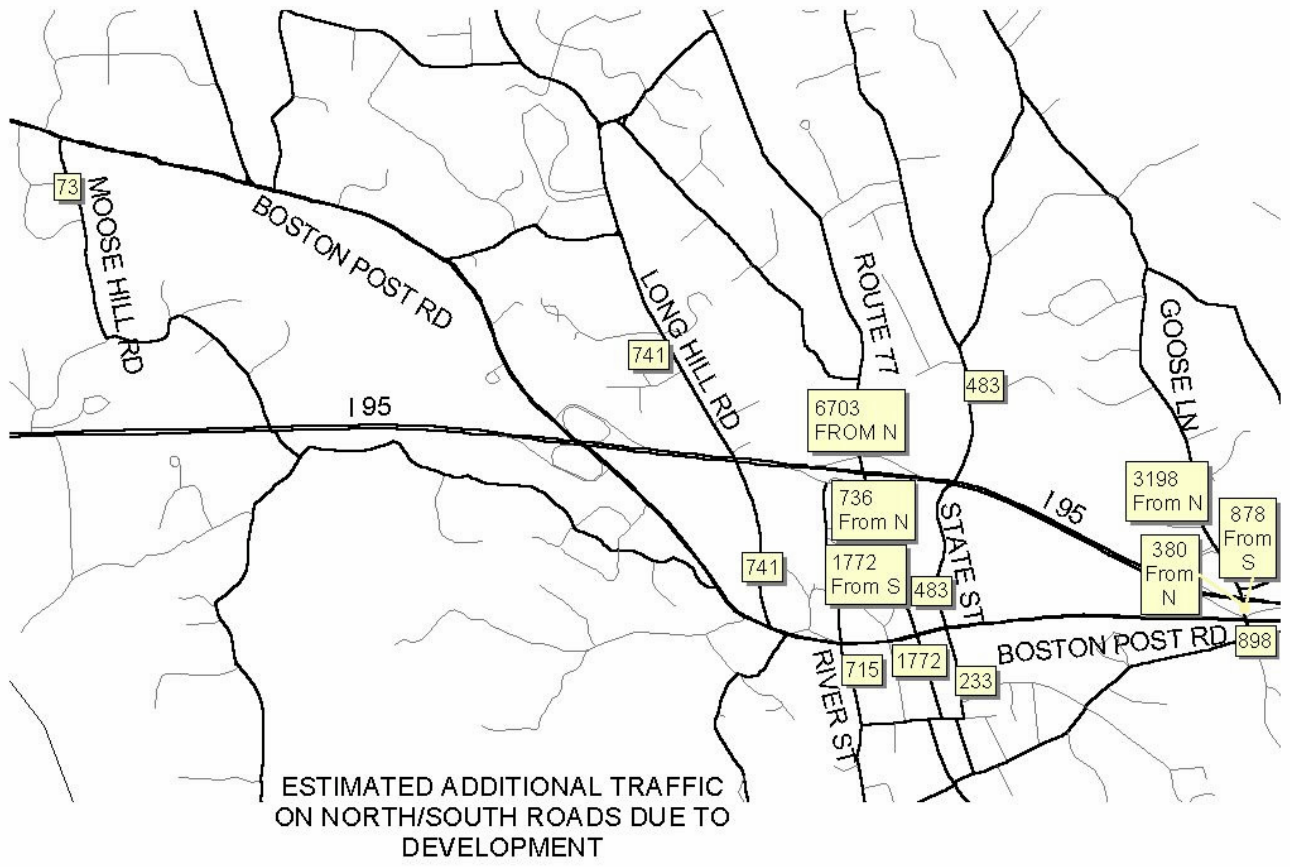 73
MOOSE HILL RD
BOSTON POST RD
I 95
741
LONG HILL RD
ROUTE 77
6703
FROM N
483
GOOSE LN
736
From N
1772
From S
STATE ST
I 95
3198
From N
878
From
S
380
From
N
741
483
RIVER ST
715
1772
233
BOSTON POST RD
898
ESTIMATED ADDITIONAL TRAFFIC
ON NORTH/SOUTH ROADS DUE TO
DEVELOPMENT